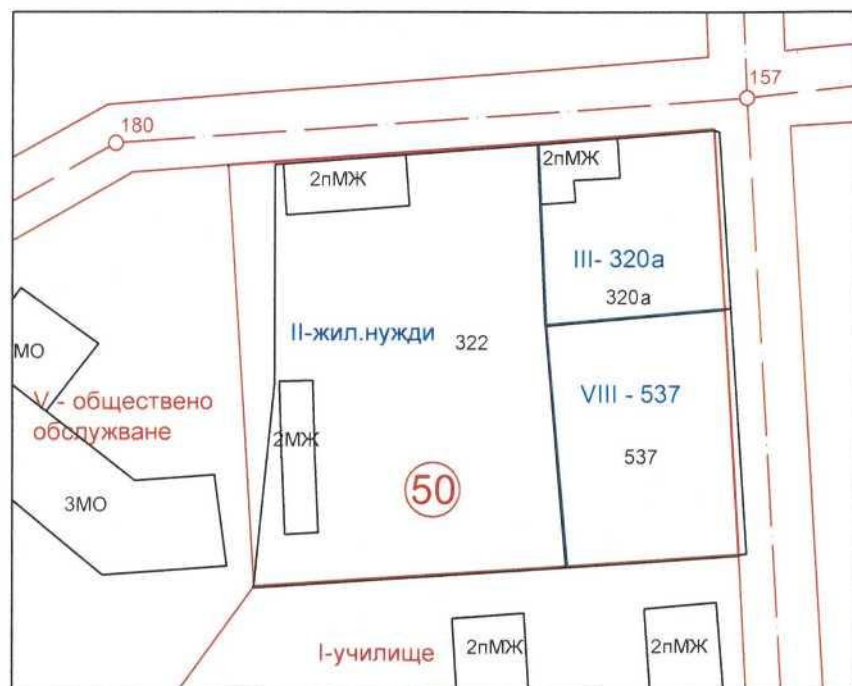 157
180
2пМЖ
2пМЖ
III- 320а
320а
II-жил.нужди
322
МО
VIII - 537
V - обществено
обслужване
2МЖ
537
50
3МО
I-училище
2пМЖ
2пМЖ